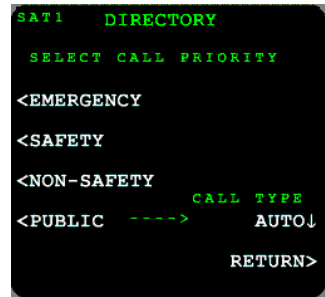 SAT1 DIRECTORY
SELECT CALL PRIORITY
<EMERGENCY
<SAFETY
<NON-SAFETY
CALL TYPE
<PUBLIC ----> AUTO↓
RETURN>